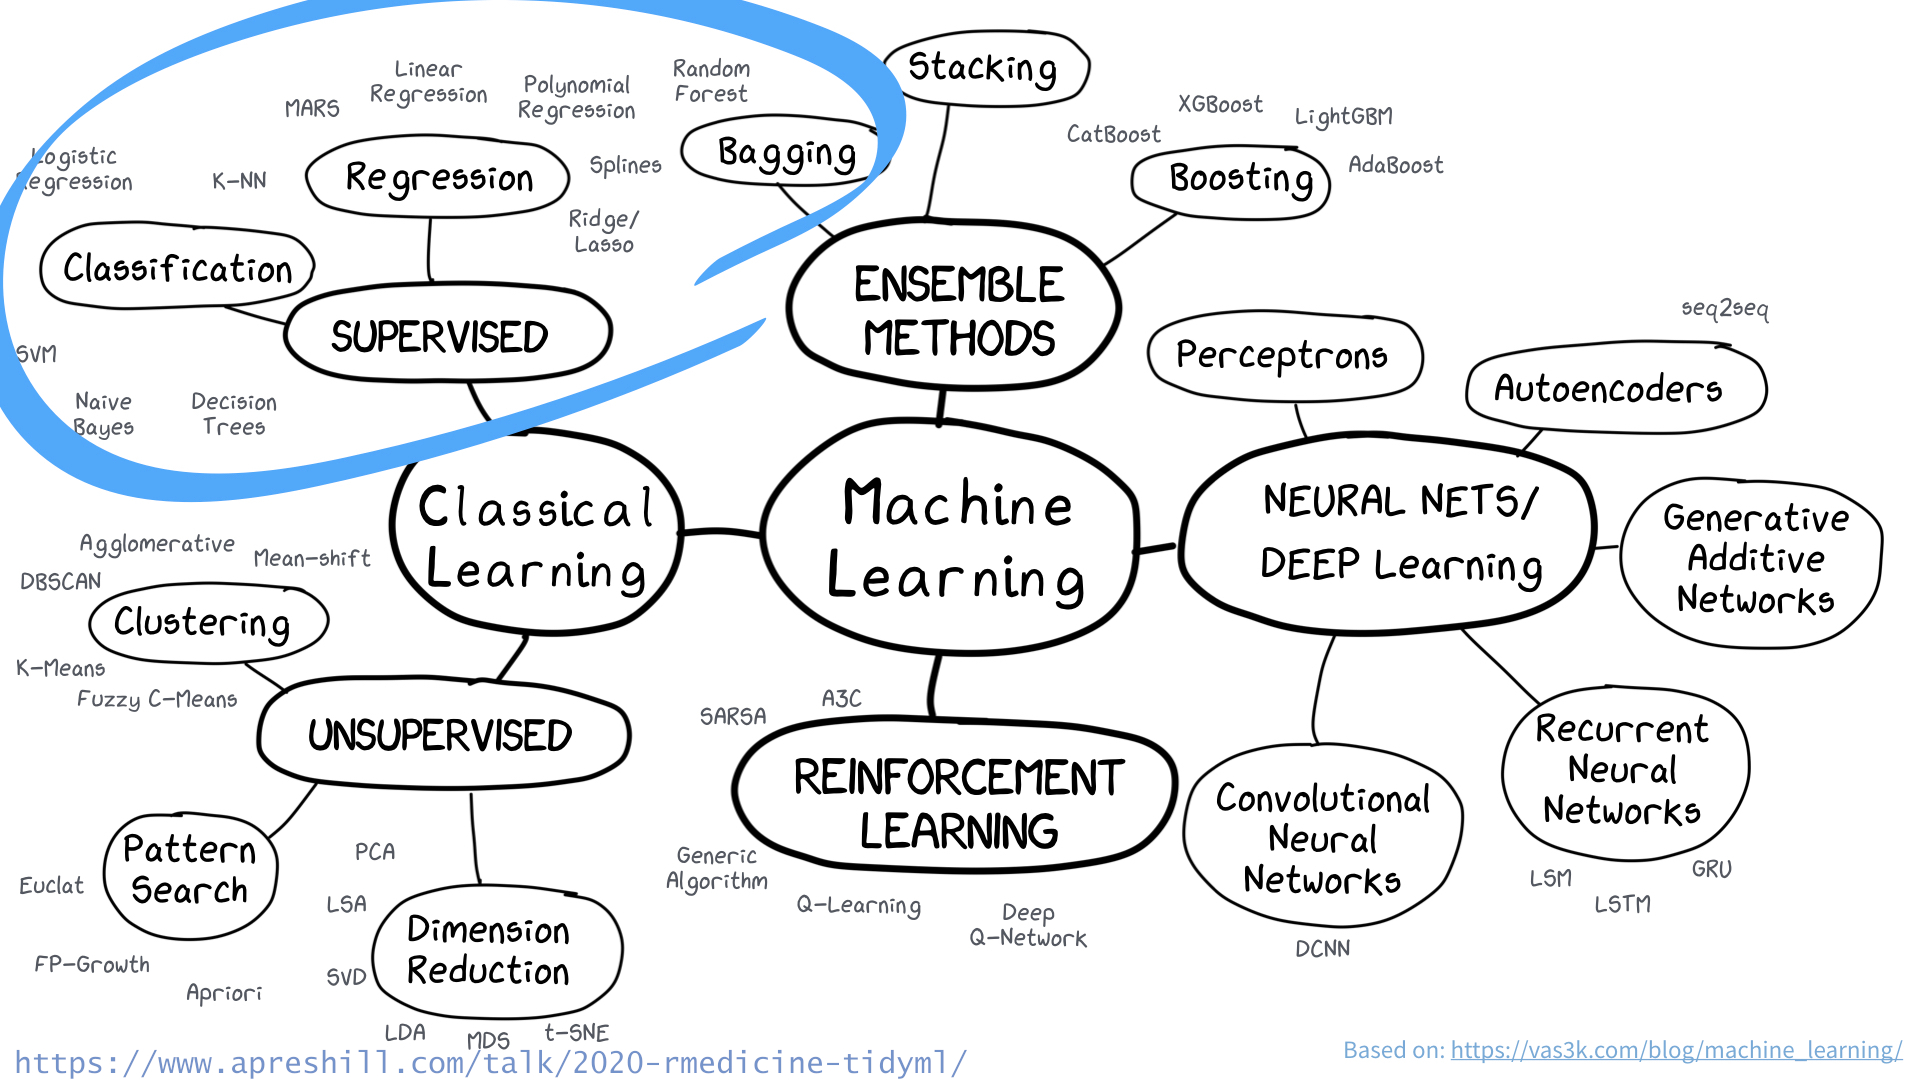 Stacking
Linear
Regression
Polynomial
Regression
Random
Forest
MARS
XGBoost
LightGBM
CatBoost
AdaBoost
Logistic
Regression
K-NN
Regression
Splines
Bagging
Boosting
Ridge/
Lasso
Classification
SUPERVISED
ENSEMBLE
METHODS
SVM
Naive
Bayes
Decision
Trees
Perceptrons
seq2seq
Autoencoders
Classical
Learning
Machine
Learning
NEURAL NETS/
DEEP Learning
Generative
Additive
Networks
Agglomerative
Mean-shift
DBSCAN
Clustering
K-Means
Fuzzy C-Means
UNSUPERVISED
SARSA
A3C
REINFORCEMENT
LEARNING
Generic
Algorithm
Q-Learning
Deep
Q-Network
Convolutional
Neural
Networks
DCNN
Recurrent
Neural
Networks
LSM
LSTM
GRU
Pattern
Search
Euclat
FP-Growth
Apriori
PCA
LSA
Dimension
Reduction
SVD
LDA
MDS
t-SNE
https://www.apreshill.com/talk/2020-rmedicine-tidyml/
Based on: https://vas3k.com/blog/machine_learning/